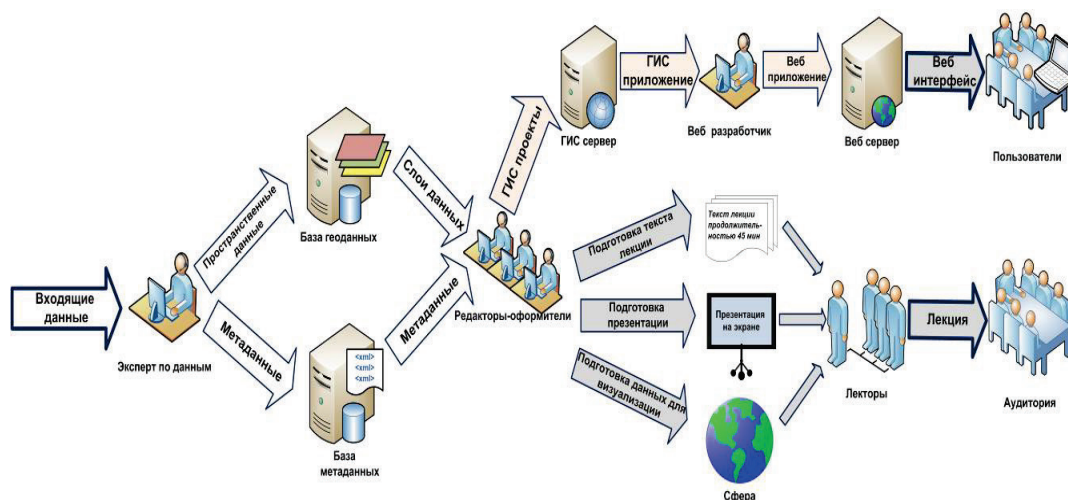 Входящие
данные
Эксперт по данным
Пространственные
данные
Метаданные
База геоданных
<xml>
<xml>
<xml>
База
метаданных
Слои данных
Метаданные
Редакторы-оформители
ГИС проекты
ГИС сервер
ГИС
приложение
Веб разработчик
Веб
приложение
Веб сервер
Веб
интерфейс
Пользователи
Подготовка текста
лекции
Текст лекции
продолжитель-
ностью 45 мин
Подготовка
презентации
Презентация
на экране
Подготовка данных для
визуализации
Сфера
Лекторы
Лекция
Аудитория